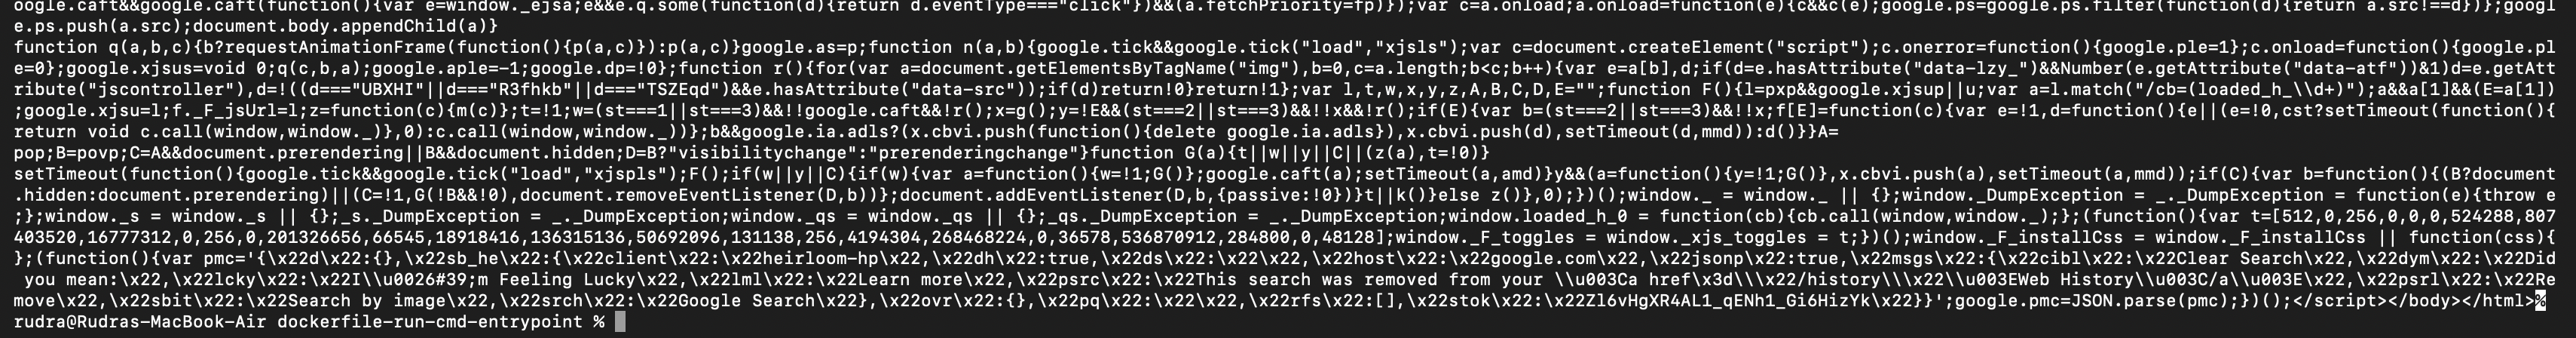 oogle.caft&&google.caft(function(){var e=window._ejsa;e&&e.q.some(function(d){return d.eventType==="click"})&&(a.fetchPriority=fp)});var c=a.onload;a.onload=function(e){c&&c(e);google.ps=google.ps.filter(function(d){return a.src!==d})};googl
e.ps.push(a.src);document.body.appendChild(a)}
function q(a,b,c){b?requestAnimationFrame(function(){p(a,c)}):p(a,c)}google.as=p;function n(a,b){google.tick&&google.tick("load","xjsls");var c=document.createElement("script");c.onerror=function(){google.ple=1};c.onload=function(){google.pl
e=0};google.xjsus=void 0;q(c,b,a);google.aple=-1;google.dp=!0};function r(){for(var a=document.getElementsByTagName("img"),b=0,c=a.length;b<c;b++){var e=a[b],d;if(d=e.hasAttribute("data-lzy_")&&Number(e.getAttribute("data-atf"))&1)d=e.getAtt
ribute("jscontroller"),d=!((d==="UBXHI"||d==="R3fhkb"||d==="TSZEqd")&&e.hasAttribute("data-src"));if(d)return!0}return!1};var l,t,w,x,y,z,A,B,C,D,E="";function F(){l=pxp&&google.xjsup||u;var a=l.match("/cb=(loaded_h_\\d+)");a&&a[1]&&(E=a[1])
;google.xjsu=l;f._F_jsUrl=l;z=function(c){m(c)};t=!1;w=(st===1||st===3)&&!!google.caft&&!r();x=g();y=!E&&(st===2||st===3)&&!!x&&!r();if(E){var b=(st===2||st===3)&&!!x;f[E]=function(c){var e=!1,d=function(){e||(e=!0,cst?setTimeout(function(){
return void c.call(window,window._)},0):c.call(window,window._))};b&&google.ia.adls?(x.cbvi.push(function(){delete google.ia.adls}),x.cbvi.push(d),setTimeout(d,mmd)):d()}}A=
pop;B=povp;C=A&&document.prerendering||B&&document.hidden;D=B?"visibilitychange":"prerenderingchange"}function G(a){t||w||y||C||(z(a),t=!0)}
setTimeout(function(){google.tick&&google.tick("load","xjspls");F();if(w||y||C){if(w){var a=function(){w=!1;G()};google.caft(a);setTimeout(a,amd)}y&&(a=function(){y=!1;G()},x.cbvi.push(a),setTimeout(a,mmd));if(C){var b=function(){(B?document
.hidden:document.prerendering)||(C=!1,G(!B&&!0),document.removeEventListener(D,b))};document.addEventListener(D,b,{passive:!0})}t||k()}else z()},0);})();window._ = window._ || {};window._DumpException = _._DumpException = function(e){throw e
;};window._s = window._s || {};_s._DumpException = _._DumpException;window._qs = window._qs || {};_qs._DumpException = _._DumpException;window.loaded_h_0 = function(cb){cb.call(window,window._);};(function(){var t=[512,0,256,0,0,0,524288,807
403520,16777312,0,256,0,201326656,66545,18918416,136315136,50692096,131138,256,4194304,268468224,0,36578,536870912,284800,0,48128];window._F_toggles = window._xjs_toggles = t;})();window._F_installCss = window._F_installCss || function(css){
};(function(){var pmc='{\x22d\x22:{},\x22sb_he\x22:{\x22client\x22:\x22heirloom-hp\x22,\x22dh\x22:true,\x22ds\x22:\x22\x22,\x22host\x22:\x22google.com\x22,\x22jsonp\x22:true,\x22msgs\x22:{\x22cibl\x22:\x22Clear Search\x22,\x22dym\x22:\x22Did
you mean:\x22,\x22lcky\x22:\x22I\\u0026#39;m Feeling Lucky\x22,\x22lml\x22:\x22Learn more\x22,\x22psrc\x22:\x22This search was removed from your \\u003Ca href\x3d\\\x22/history\\\x22\\u003EWeb History\\u003C/a\\u003E\x22,\x22psrl\x22:\x22Re
move\x22,\x22sbit\x22:\x22Search by image\x22,\x22srch\x22:\x22Google Search\x22},\x22ovr\x22:{},\x22pq\x22:\x22\x22,\x22rfs\x22:[],\x22stok\x22:\x22Zl6vHgXR4AL1_qENh1_Gi6HizYk\x22}}';google.pmc=JSON.parse(pmc);})();</script></body></html>%
rudra@Rudras-MacBook-Air dockerfile-run-cmd-entrypoint %